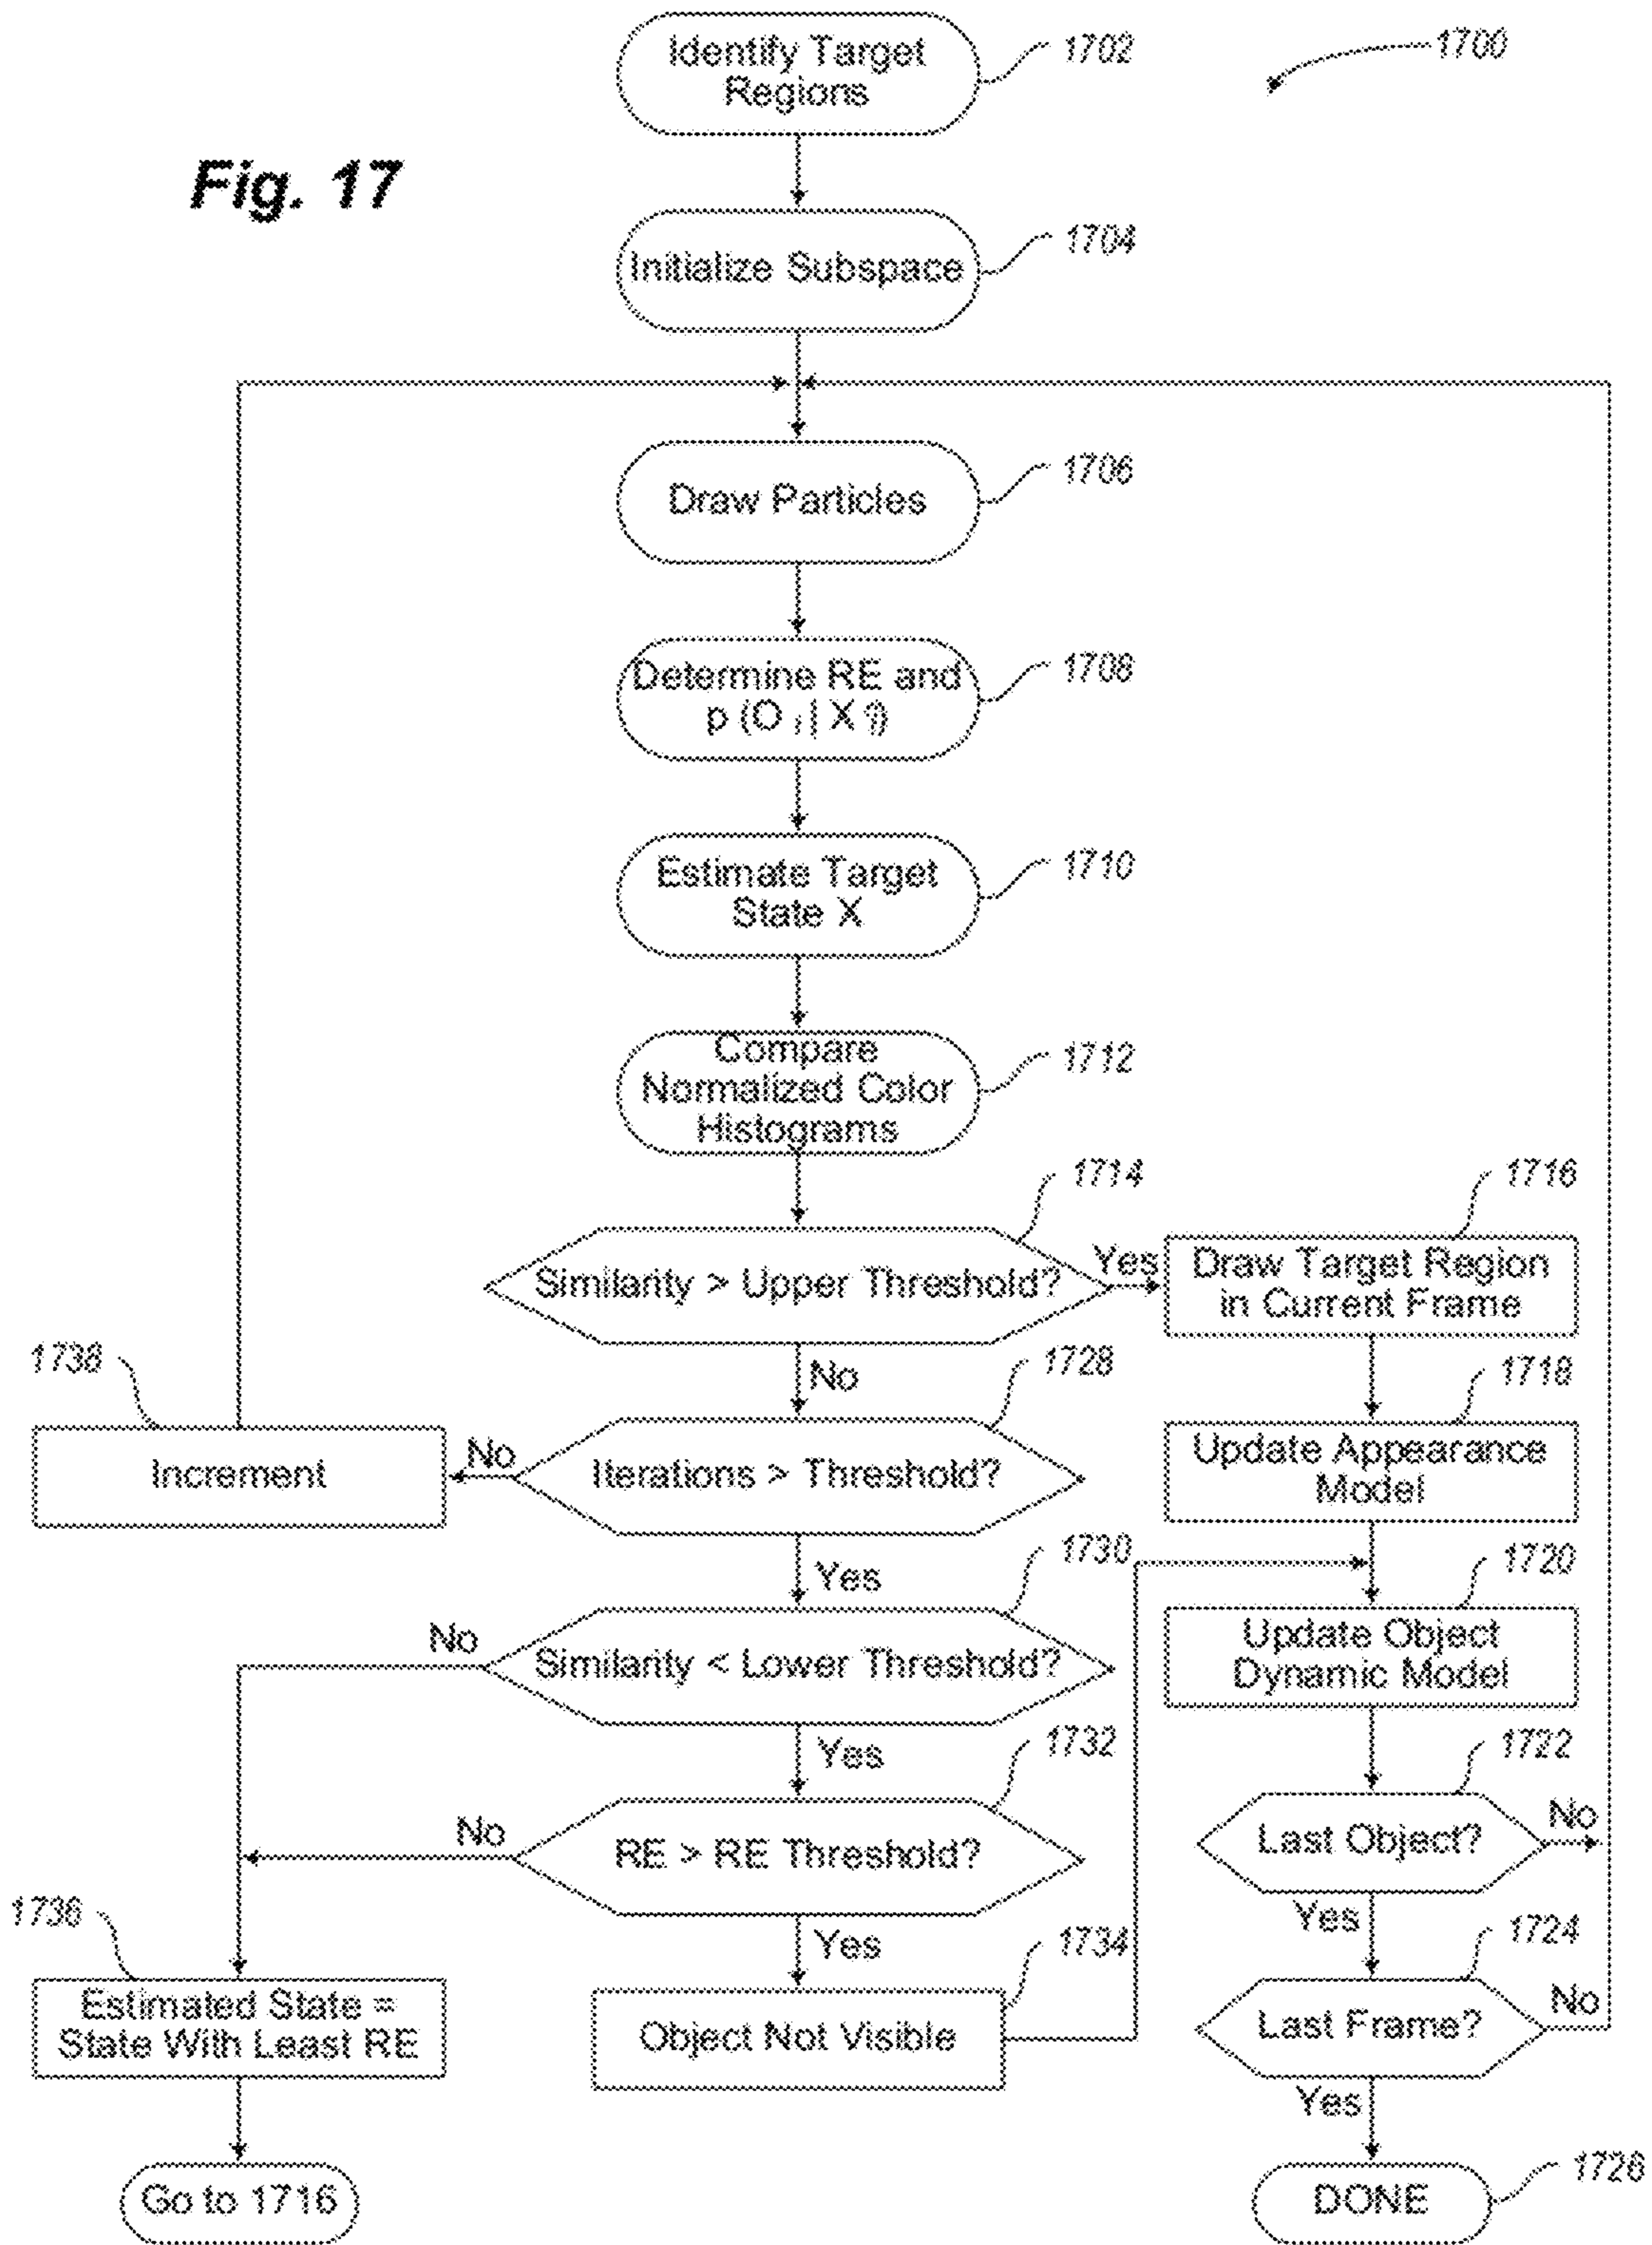 Fig. 17
1700
Identify Target
Regions
1702
Initialize Subspace
1704
Draw Particles
1706
Determine RE and
p (O i | X i)
1708
Estimate Target
State X
1710
Compare
Normalized Color
Histograms
1712
Similarity > Upper Threshold?
1714
Yes
No
Draw Target Region
in Current Frame
1716
Update Appearance
Model
1718
Iterations > Threshold?
1728
No
Yes
Increment
1738
Similarity < Lower Threshold?
1730
No
Yes
Update Object
Dynamic Model
1720
RE > RE Threshold?
1732
No
Yes
Last Object?
1722
No
Yes
Estimated State =
State With Least RE
1736
Object Not Visible
1734
Last Frame?
1724
No
Yes
Go to 1716
DONE
1726